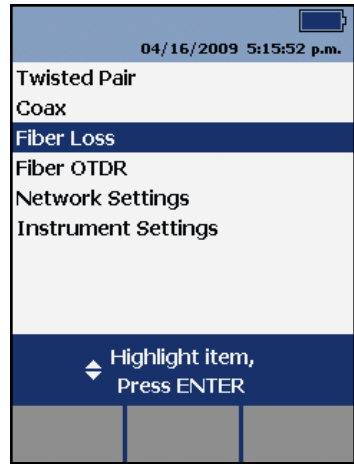 04/16/2009 5:15:52 p.m.
Twisted Pair
Coax
Fiber Loss
Fiber OTDR
Network Settings
Instrument Settings
Highlight item,
Press ENTER